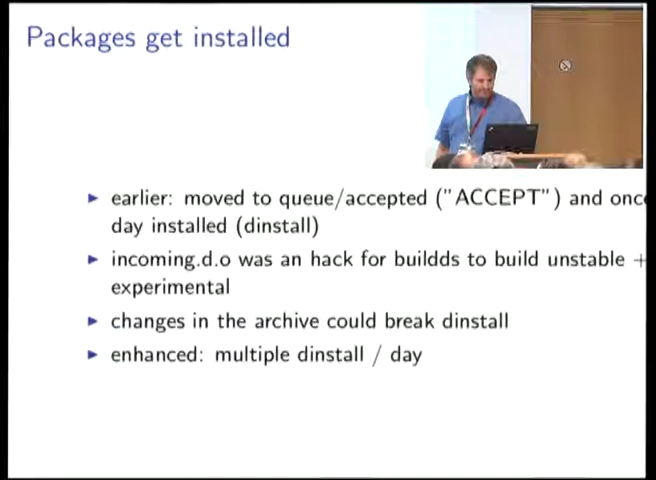 Packages get installed
earlier: moved to queue/accepted ("ACCEPT") and once
day installed (dinstall)
incoming.d.o was an hack for buildds to build unstable +
experimental
changes in the archive could break dinstall
enhanced: multiple dinstall / day